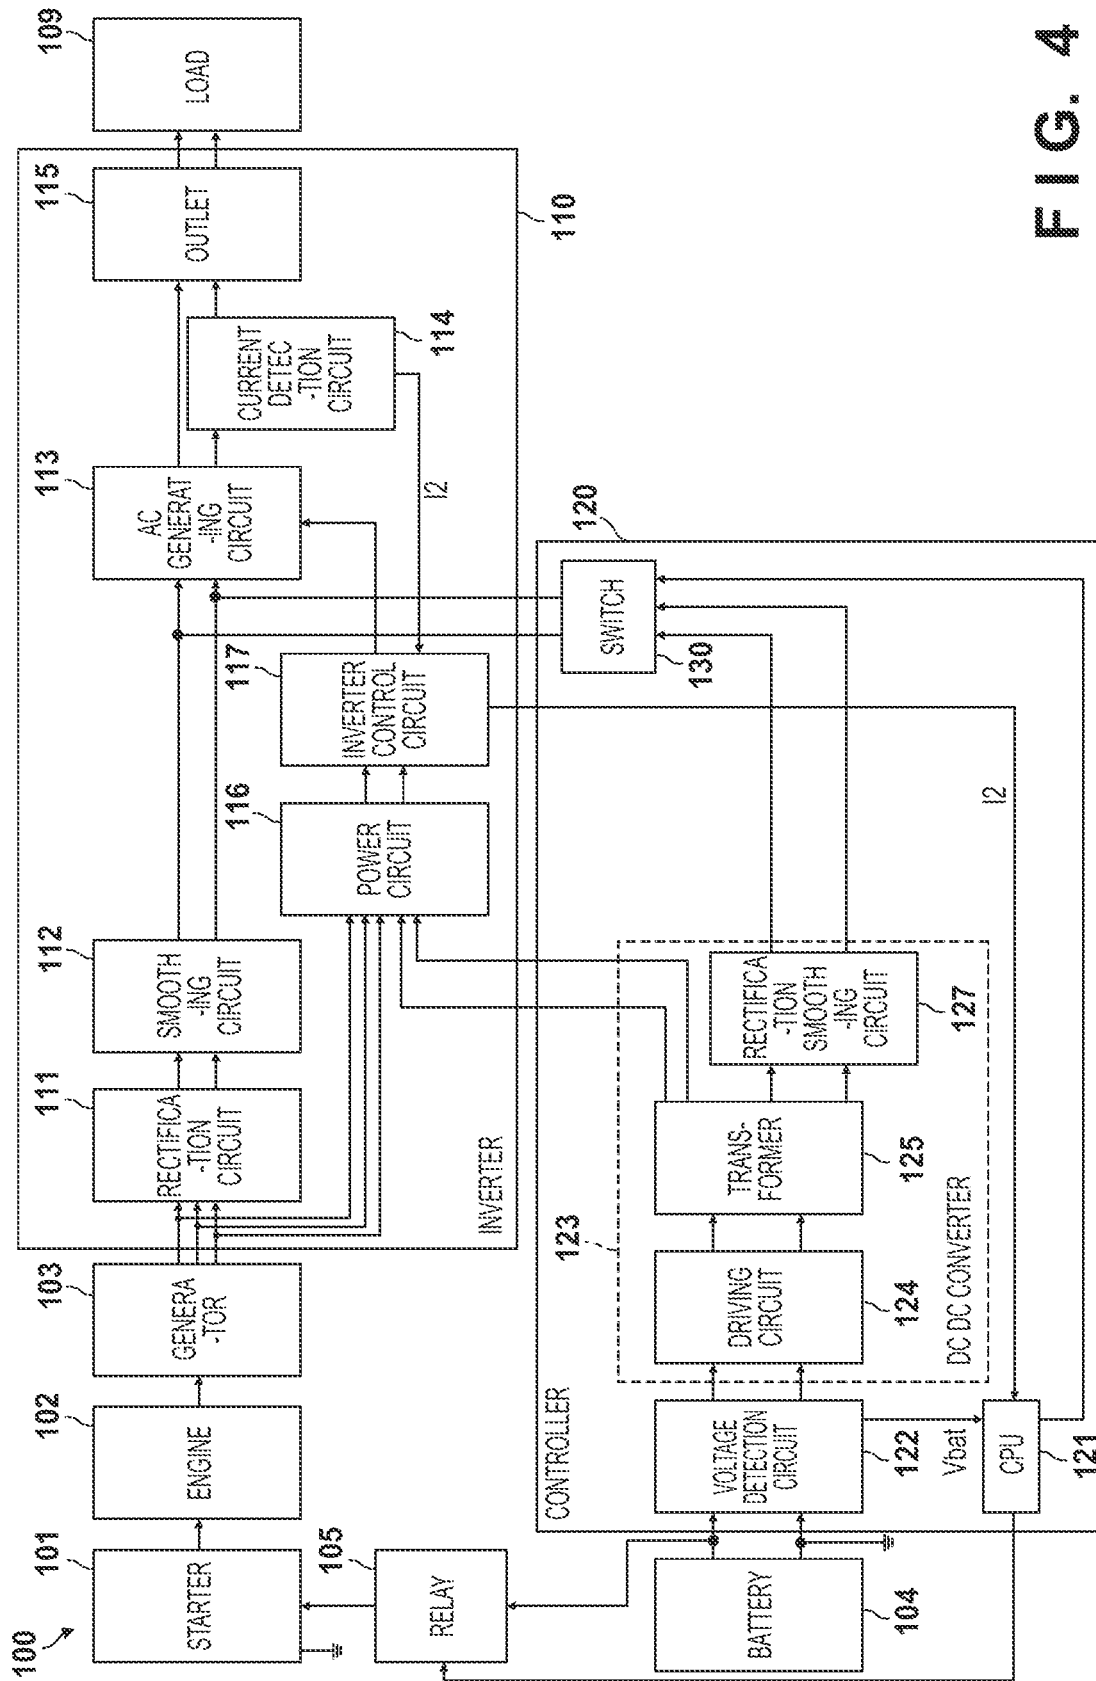 FIG. 4
100
101
STARTER
102
ENGINE
103
GENERA
-TOR
111
RECTIFICA
-TION
CIRCUIT
112
SMOOTH
-ING
CIRCUIT
113
AC
GENERAT
-ING
CIRCUIT
115
OUTLET
109
LOAD
CURRENT
DETEC
-TION
CIRCUIT
114
I2
116
POWER
CIRCUIT
117
INVERTER
CONTROL
CIRCUIT
INVERTER
110
105
RELAY
BATTERY
104
CONTROLLER
120
VOLTAGE
DETECTION
CIRCUIT
122
Vbat
CPU
121
123
DRIVING
CIRCUIT
124
TRANS-
FORMER
125
RECTIFICA
-TION
SMOOTH
-ING
CIRCUIT
127
DC DC CONVERTER
SWITCH
130
I2